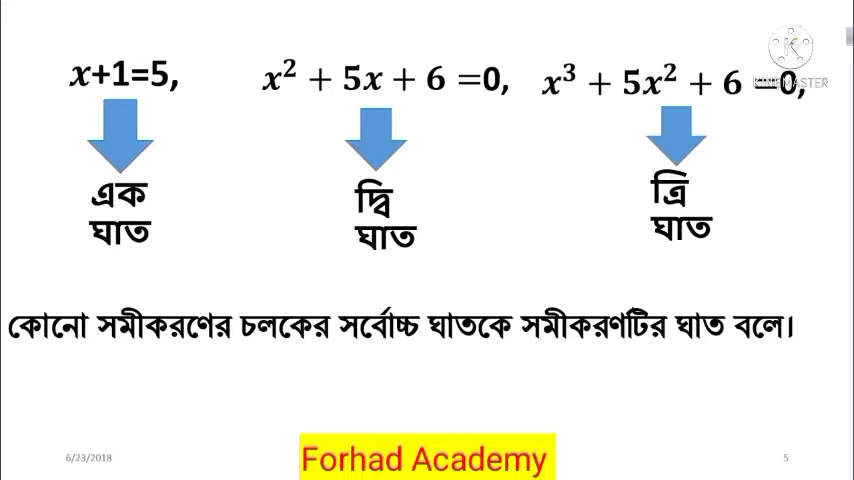 x+1=5, x² + 5x + 6 =0, x³ + 5x² + 6 =0,
KINEMASTER
এক দ্বি ত্রি
ঘাত ঘাত ঘাত
কোনো সমীকরণের চলকের সর্বোচ্চ ঘাতকে সমীকরণটির ঘাত বলে।
6/23/2018 Forhad Academy 5